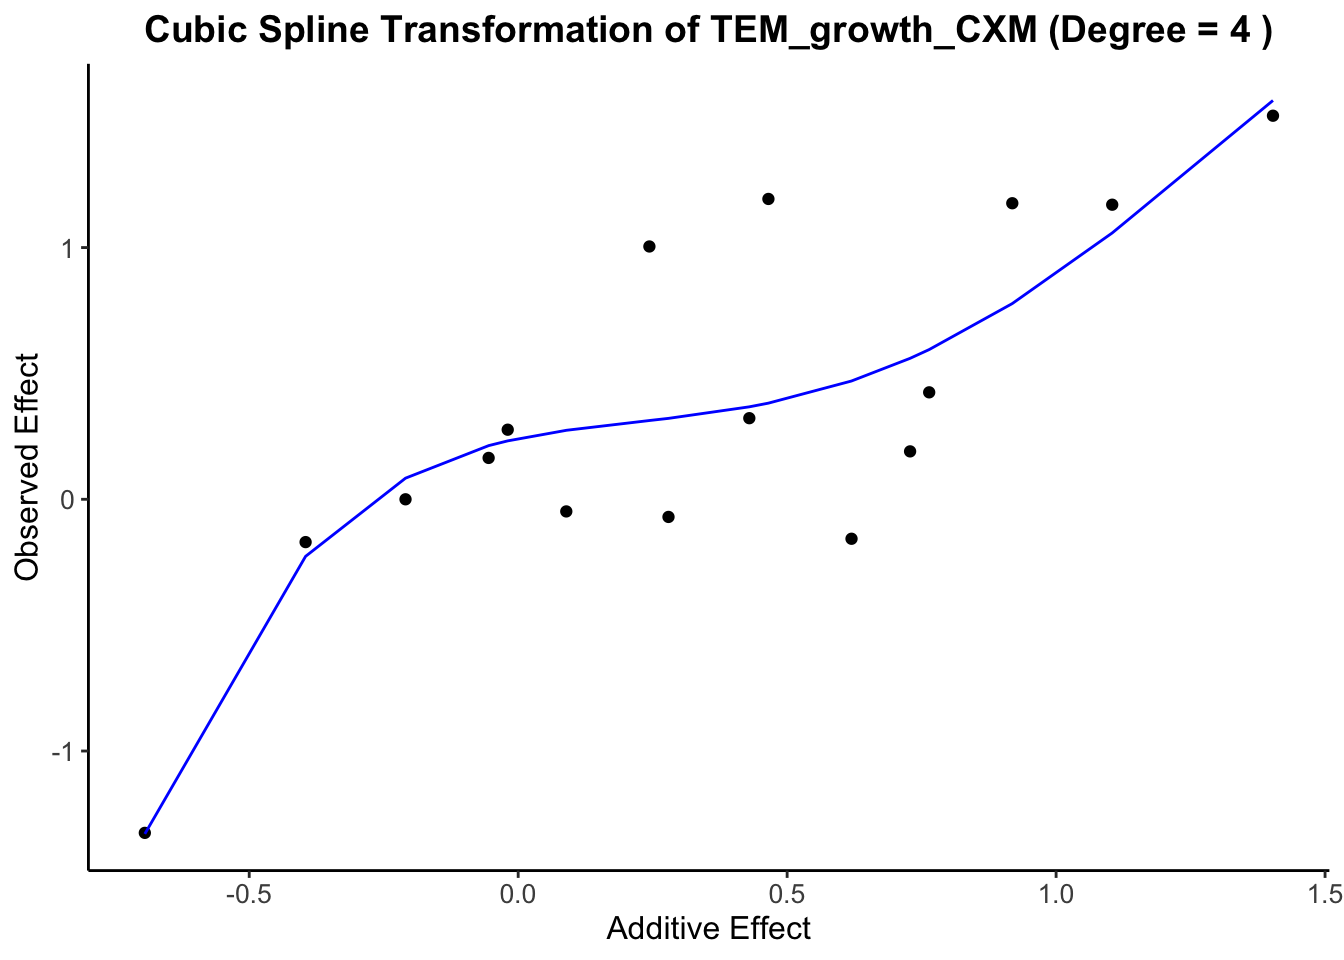 Cubic Spline Transformation of TEM_growth_CXM (Degree = 4 )
Observed Effect
1
0
-1
-0.5 0.0 0.5 1.0 1.5
Additive Effect